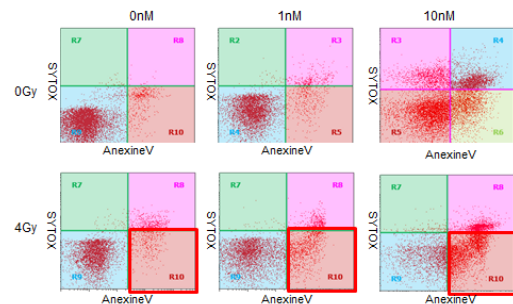 0nM 1nM 10nM
0Gy
SYTOX R7 R8 R10
AnexineV
SYTOX R2 R3 R4 R5
AnexineV
SYTOX R3 R4 R5 R6
AnexineV
4Gy
SYTOX R7 R8 R9 R10
AnexineV
SYTOX R7 R8 R10
AnexineV
SYTOX R7 R8 R9 R10
AnexineV